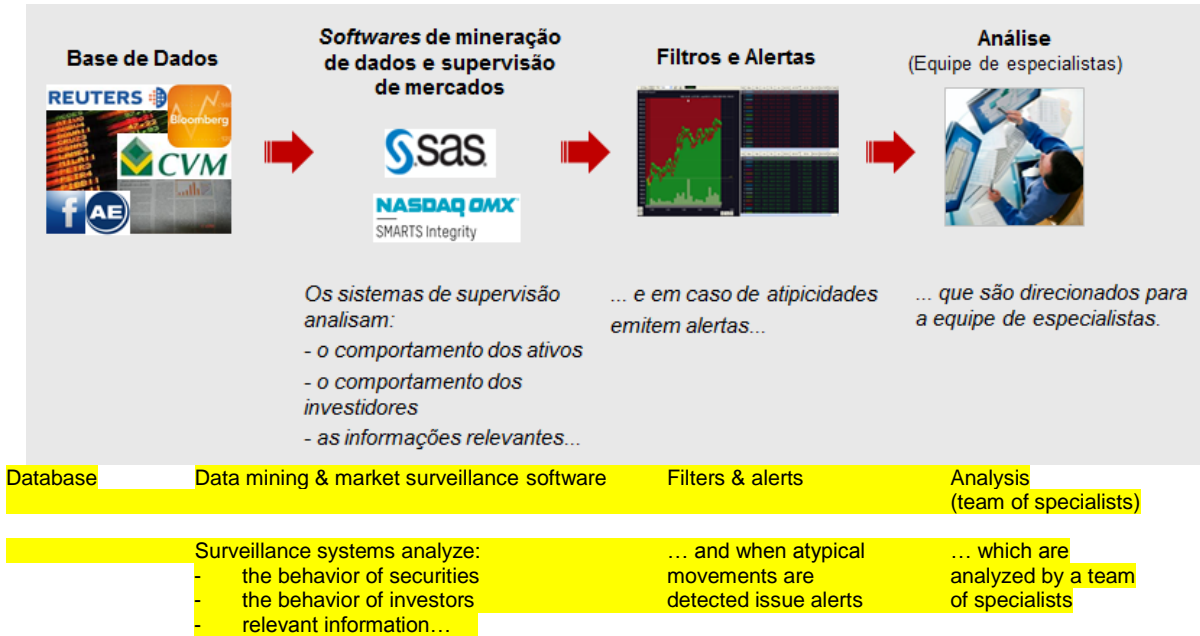 Base de Dados
Softwares de mineração
de dados e supervisão
de mercados
Filtros e Alertas
Análise
(Equipe de especialistas)
REUTERS
Bloomberg
CVM
f
AE
sas
NASDAQ OMX
SMARTS Integrity
Os sistemas de supervisão
analisam:
- o comportamento dos ativos
- o comportamento dos
investidores
- as informações relevantes...
... e em caso de atipicidades
emitem alertas...
... que são direcionados para
a equipe de especialistas.
Database
Data mining & market surveillance software
Filters & alerts
Analysis
(team of specialists)
Surveillance systems analyze:
- the behavior of securities
- the behavior of investors
- relevant information…
… and when atypical
movements are
detected issue alerts
… which are
analyzed by a team
of specialists